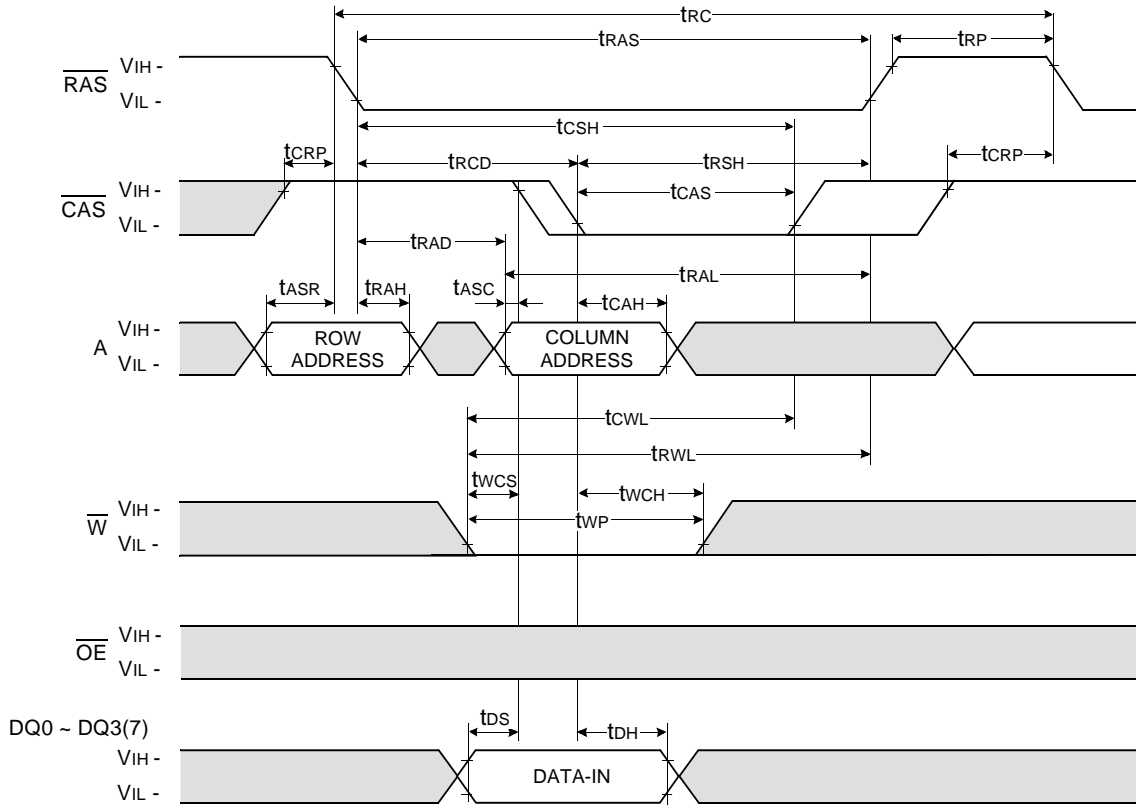 tRC
tRAS
tRP
RAS
VIH -
VIL -
tCSH
tCRP
tRCD
tRSH
tCRP
CAS
VIH -
VIL -
tCAS
tRAD
tRAL
tASR
tRAH
tASC
tCAH
A
VIH -
VIL -
ROW
ADDRESS
COLUMN
ADDRESS
tCWL
tRWL
tWCS
tWCH
W
VIH -
VIL -
tWP
OE
VIH -
VIL -
DQ0 ~ DQ3(7)
tDS
tDH
VIH -
VIL -
DATA-IN